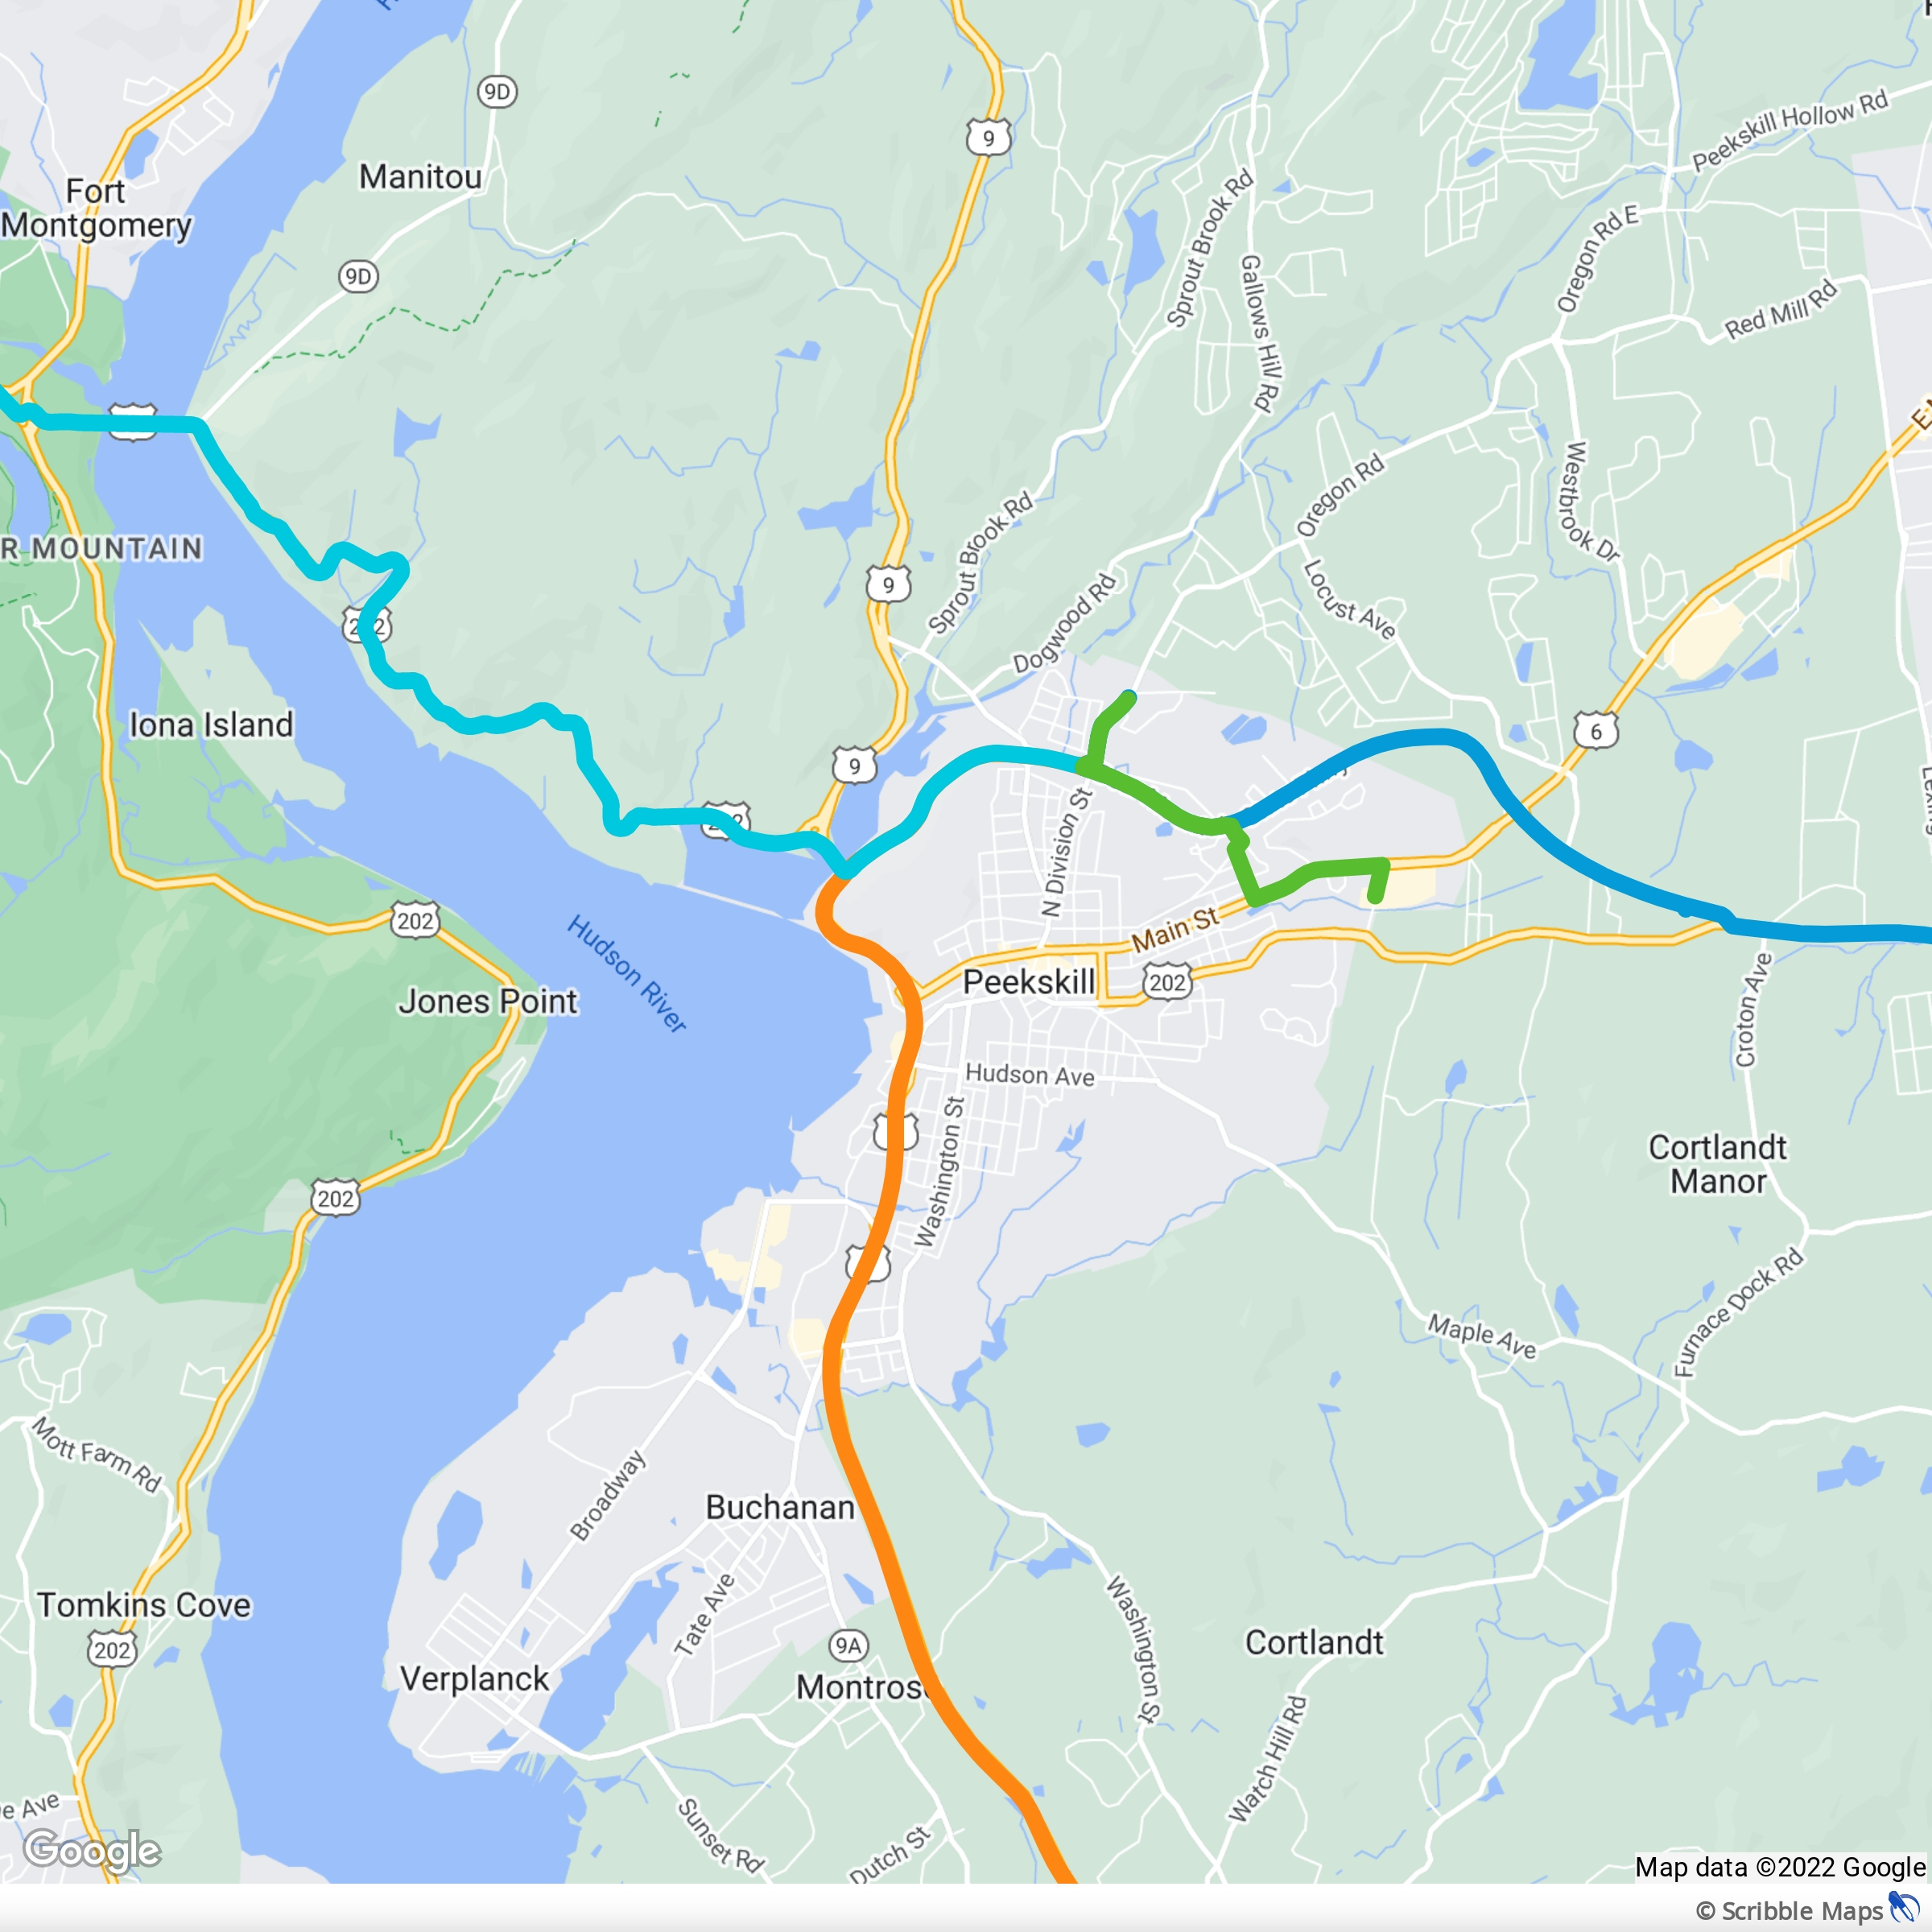 9D
Manitou
Fort
Montgomery
9
Peekskill Hollow Rd
Sprout Brook Rd
Oregon Rd E
9D
Gallows Hill Rd
Red Mill Rd
Oregon Rd
Westbrook Dr
R MOUNTAIN
Sprout Brook Rd
9
Locust Ave
Dogwood Rd
Iona Island
6
9
N Division St
Main St
202
Hudson River
Peekskill
202
Jones Point
Croton Ave
Hudson Ave
Washington St
Cortlandt
Manor
202
Furnace Dock Rd
Maple Ave
Mott Farm Rd
Broadway
Buchanan
Tate Ave
Washington St
Tomkins Cove
202
9A
Cortlandt
Verplanck
Montros
Watch Hill Rd
e Ave
Sunset Rd
Dutch St
Google
Map data ©2022 Google
© Scribble Maps